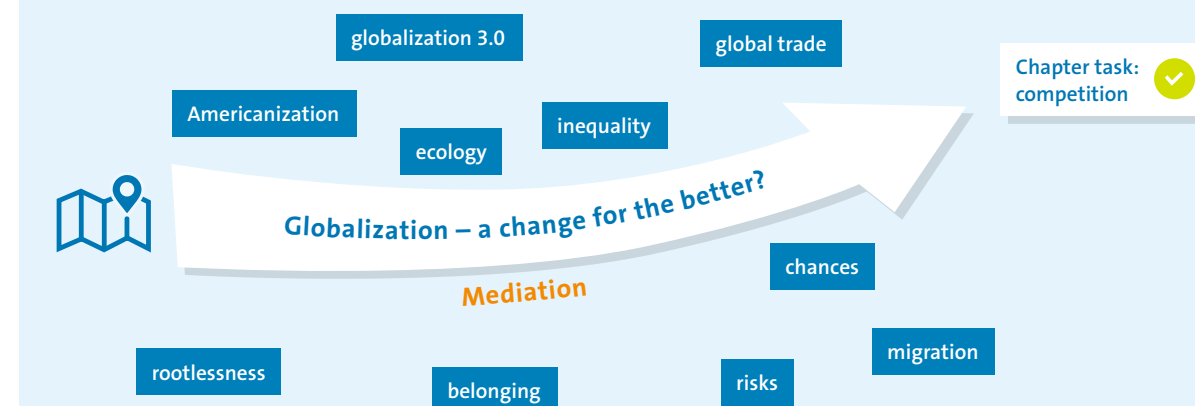 globalization 3.0
global trade
Chapter task:
competition
Americanization
inequality
ecology
Globalization – a change for the better?
chances
Mediation
migration
rootlessness
risks
belonging